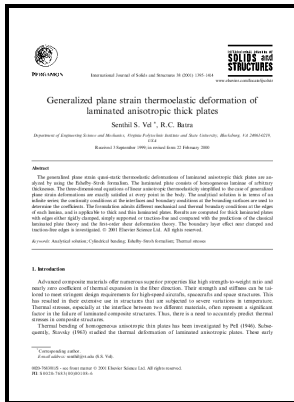 PERGAMON
International Journal of Solids and Structures 38 (2001) 1395-1414
SOLIDS and
STRUCTURES
www.elsevier.com/locate/ijsolstr
Generalized plane strain thermoelastic deformation of
laminated anisotropic thick plates
Senthil S. Vel *, R.C. Batra
Department of Engineering Science and Mechanics, Virginia Polytechnic Institute and State University, Blacksburg, VA 24061-0219,
USA
Received 3 September 1999; in revised form 22 February 2000
Abstract
The generalized plane strain quasi-static thermoelastic deformations of laminated anisotropic thick plates are
analyzed by using the Eshelby-Stroh formalism. The laminated plate consists of homogeneous laminae of arbitrary
thicknesses. The three-dimensional equations of linear anisotropic thermoelasticity simplified to the case of generalized
plane strain deformations are exactly satisfied at every point in the body. The analytical solution is in terms of an
infinite series; the continuity conditions at the interfaces and boundary conditions at the bounding surfaces are used to
determine the coefficients. The formulation admits different mechanical and thermal boundary conditions at the edges
of each lamina, and is applicable to thick and thin laminated plates. Results are computed for thick laminated plates
with edges either rigidly clamped, simply supported or traction-free and compared with the predictions of the classical
laminated plate theory and the first-order shear deformation theory. The boundary layer effect near clamped and
traction-free edges is investigated. © 2001 Elsevier Science Ltd. All rights reserved.
Keywords: Analytical solution; Cylindrical bending; Eshelby-Stroh formalism; Thermal stresses
1. Introduction
Advanced composite materials offer numerous superior properties like high strength-to-weight ratio and
nearly zero coefficient of thermal expansion in the fiber direction. Their strength and stiffness can be tai-
lored to meet stringent design requirements for high-speed aircrafts, spacecrafts and space structures. This
has resulted in their extensive use in structures that are subjected to severe variations in temperature.
Thermal stresses, especially at the interface between two different materials, often represent a significant
factor in the failure of laminated composite structures. Thus, there is a need to accurately predict thermal
stresses in composite structures.
Thermal bending of homogeneous anisotropic thin plates has been investigated by Pell (1946). Subse-
quently, Stavsky (1963) studied the thermal deformation of laminated anisotropic plates. These early
* Corresponding author.
0020-7683/01/$ - see front matter © 2001 Elsevier Science Ltd. All rights reserved.